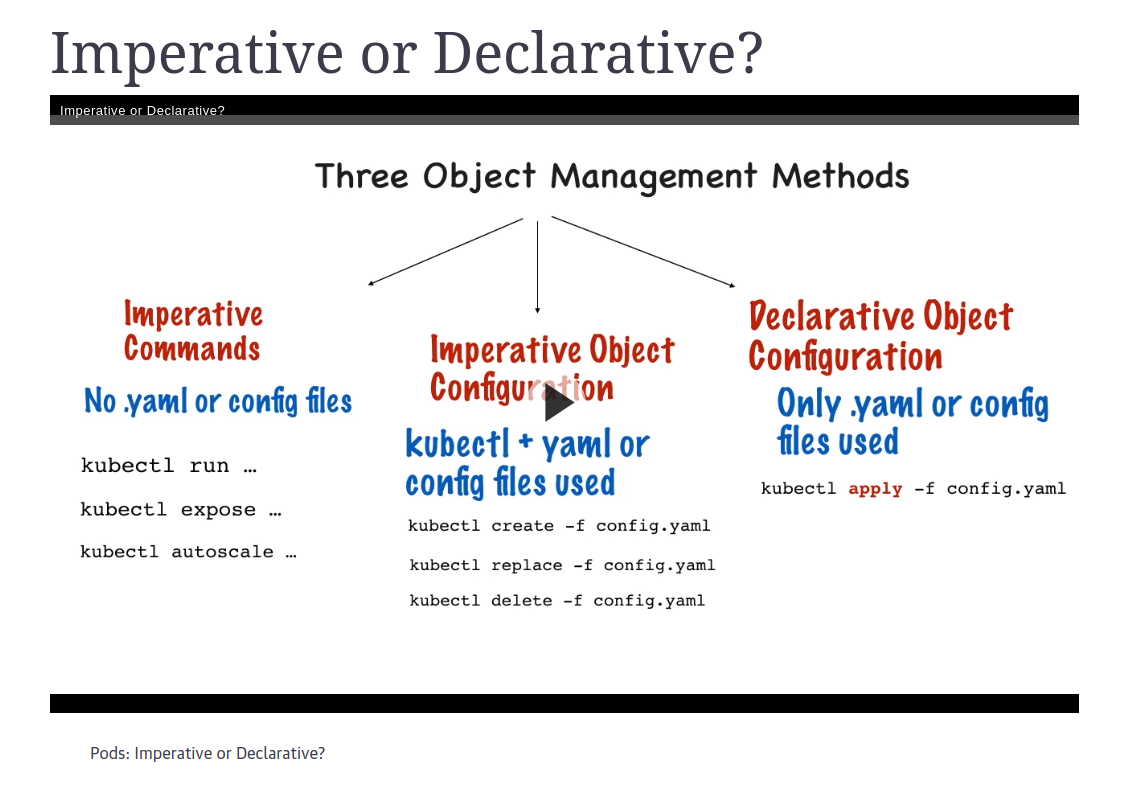 Imperative or Declarative?
Imperative or Declarative?
Three Object Management Methods
Imperative
Commands
No .yaml or config files
kubectl run …
kubectl expose …
kubectl autoscale …
Imperative Object
Configuration
kubectl + yaml or
config files used
kubectl create -f config.yaml
kubectl replace -f config.yaml
kubectl delete -f config.yaml
Declarative Object
Configuration
Only .yaml or config
files used
kubectl apply -f config.yaml
Pods: Imperative or Declarative?